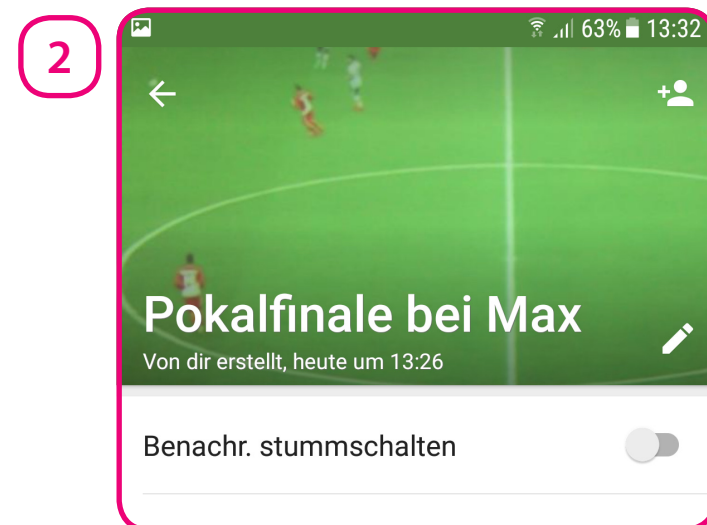 2
63% 13:32
Pokalfinale bei Max
Von dir erstellt, heute um 13:26
Benachr. stummschalten